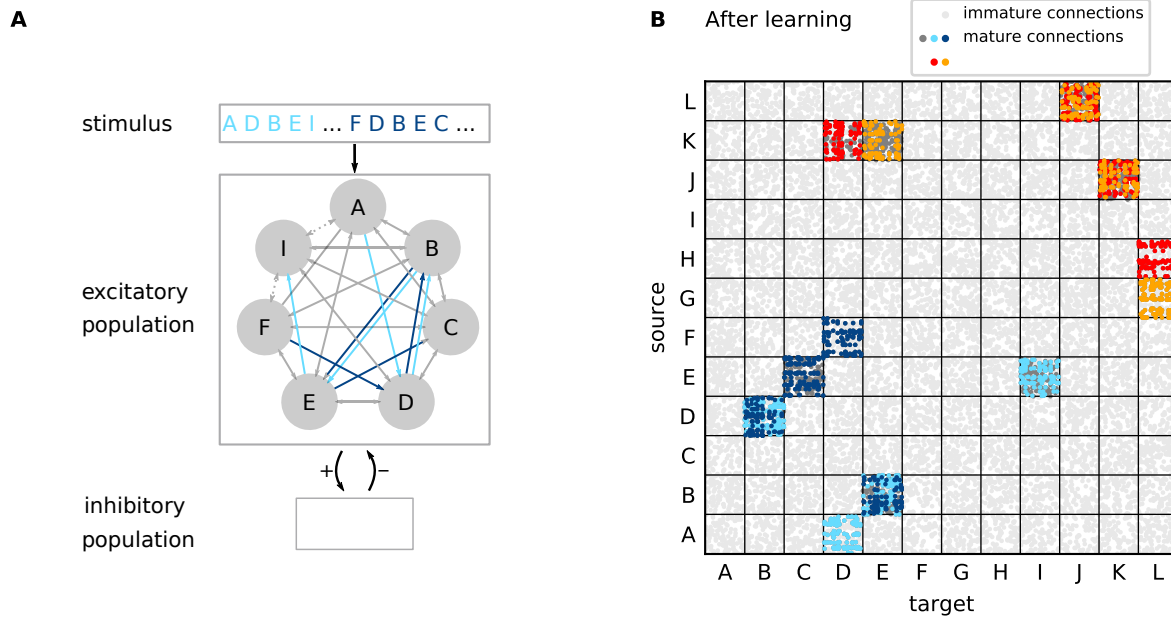 A
stimulus
A D B E I ... F D B E C ...
excitatory
population
A
I
B
F
C
E
D
+
−
inhibitory
population
B
After learning
immature connections
mature connections
source
L
K
J
I
H
G
F
E
D
C
B
A
A B C D E F G H I J K L
target